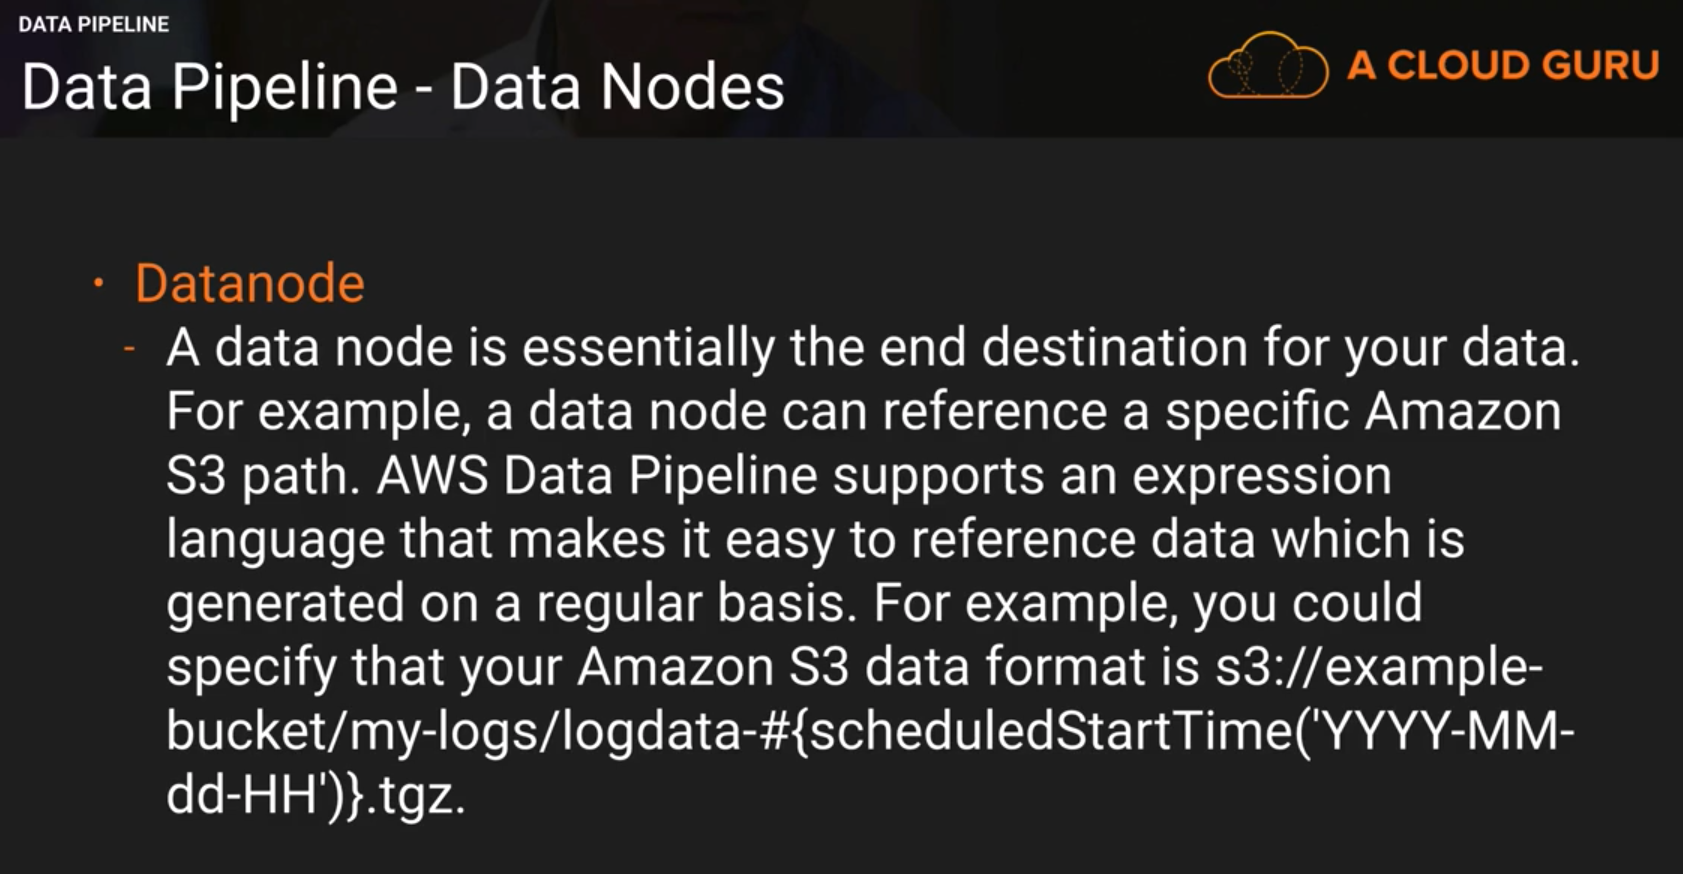 DATA PIPELINE
Data Pipeline - Data Nodes
A CLOUD GURU
• Datanode
- A data node is essentially the end destination for your data.
For example, a data node can reference a specific Amazon
S3 path. AWS Data Pipeline supports an expression
language that makes it easy to reference data which is
generated on a regular basis. For example, you could
specify that your Amazon S3 data format is s3://example-
bucket/my-logs/logdata-#{scheduledStartTime('YYYY-MM-
dd-HH')}.tgz.